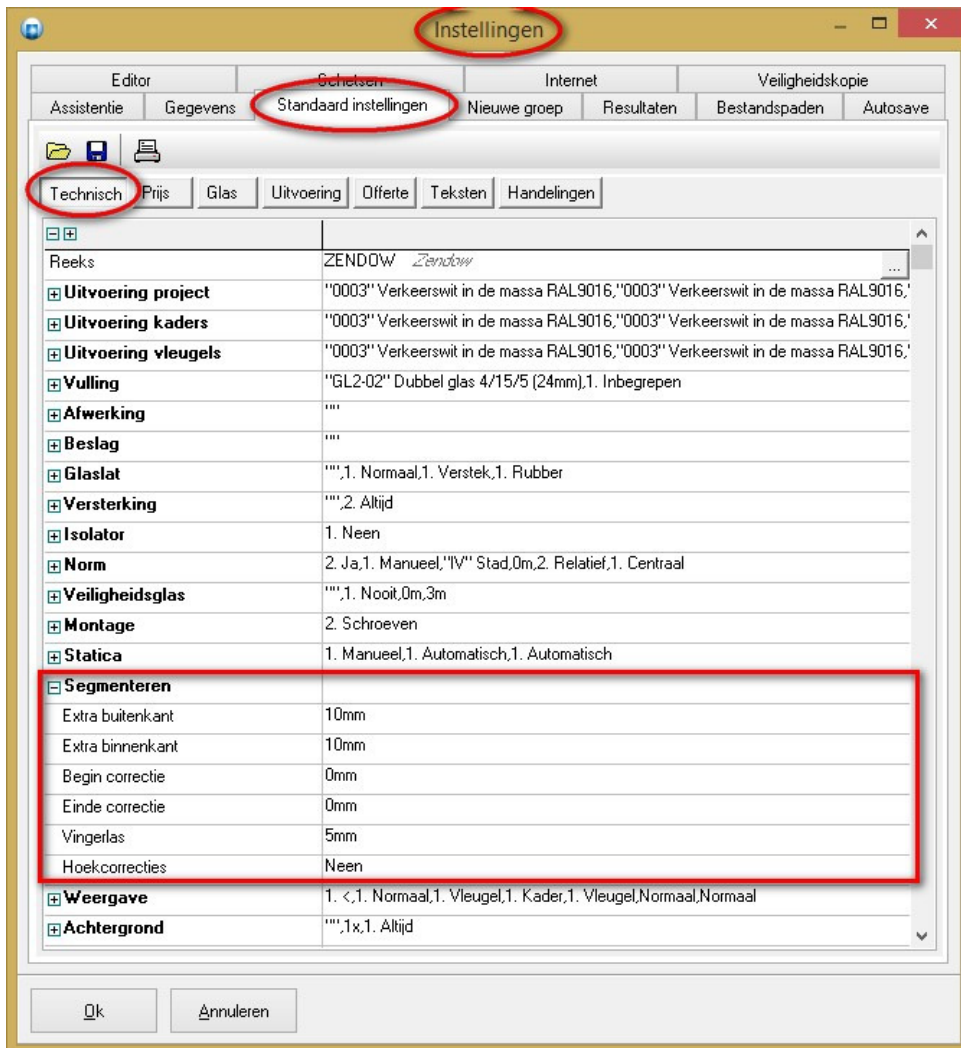 Instellingen
Editor Schetsen Internet Veiligheidskopie
Assistentie Gegevens Standaard instellingen Nieuwe groep Resultaten Bestandspaden Autosave
Technisch Prijs Glas Uitvoering Offerte Teksten Handelingen
Reeks ZENDOW Zendow ...
Uitvoering project "0003" Verkeerswit in de massa RAL9016,"0003" Verkeerswit in de massa RAL9016,"
Uitvoering kaders "0003" Verkeerswit in de massa RAL9016,"0003" Verkeerswit in de massa RAL9016,"
Uitvoering vleugels "0003" Verkeerswit in de massa RAL9016,"0003" Verkeerswit in de massa RAL9016,"
Vulling "GL2-02" Dubbel glas 4/15/5 (24mm),1. Inbegrepen
Afwerking ""
Beslag ""
Glaslat "",1. Normaal,1. Verstek,1. Rubber
Versterking "",2. Altijd
Isolator 1. Neen
Norm 2. Ja,1. Manueel,"IV" Stad,0m,2. Relatief,1. Centraal
Veiligheidsglas "",1. Nooit,0m,3m
Montage 2. Schroeven
Statica 1. Manueel,1. Automatisch,1. Automatisch
Segmenteren
Extra buitenkant 10mm
Extra binnenkant 10mm
Begin correctie 0mm
Einde correctie 0mm
Vingerlas 5mm
Hoekcorrecties Neen
Weergave 1. <,1. Normaal,1. Vleugel,1. Kader,1. Vleugel,Normaal,Normaal
Achtergrond "",1x,1. Altijd
Ok Annuleren